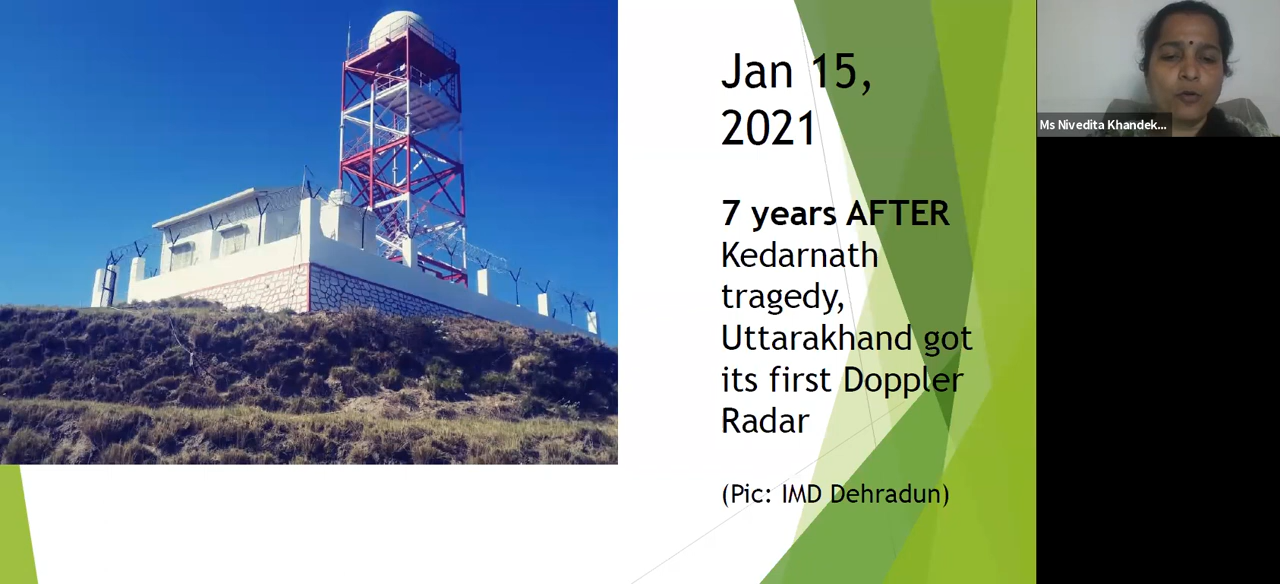 Jan 15,
2021
7 years AFTER
Kedarnath
tragedy,
Uttarakhand got
its first Doppler
Radar
(Pic: IMD Dehradun)
Ms Nivedita Khandek...